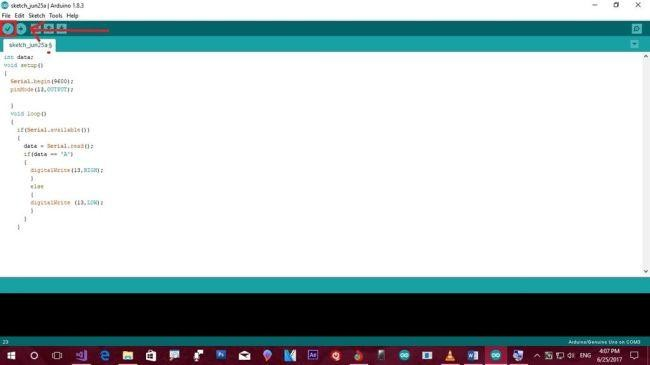 sketch_jun25a | Arduino 1.8.3
File Edit Sketch Tools Help
sketch_jun25a §
int data;
void setup()
{
Serial.begin(9600);
pinMode(13,OUTPUT);
}
void loop()
{
if(Serial.available())
{
data = Serial.read();
if(data == 'A')
{
digitalWrite(13,HIGH);
}
else
{
digitalWrite (13,LOW);
}
}
}
23
Arduino/Genuino Uno on COM3
ENG
4:07 PM
6/25/2017